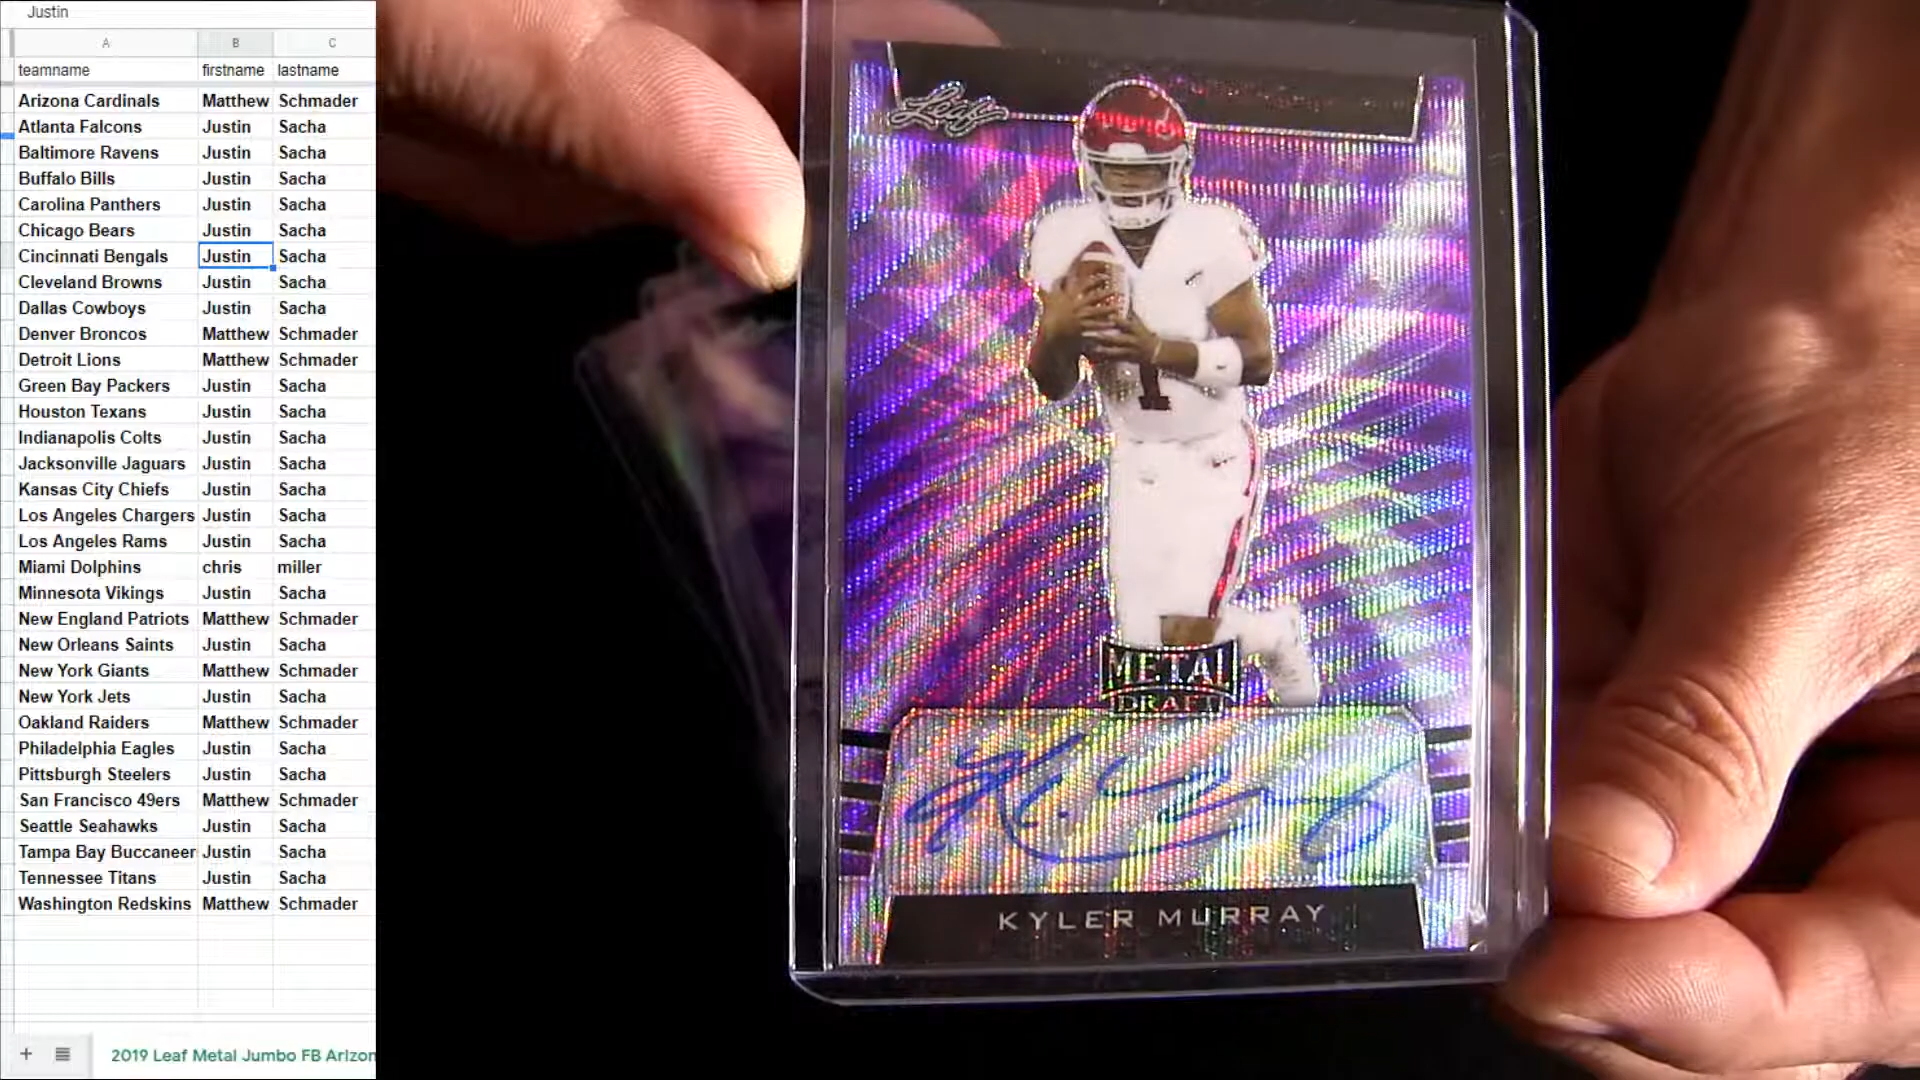 Justin
A B C
teamname firstname lastname
Arizona Cardinals Matthew Schmader
Atlanta Falcons Justin Sacha
Baltimore Ravens Justin Sacha
Buffalo Bills Justin Sacha
Carolina Panthers Justin Sacha
Chicago Bears Justin Sacha
Cincinnati Bengals Justin Sacha
Cleveland Browns Justin Sacha
Dallas Cowboys Justin Sacha
Denver Broncos Matthew Schmader
Detroit Lions Matthew Schmader
Green Bay Packers Justin Sacha
Houston Texans Justin Sacha
Indianapolis Colts Justin Sacha
Jacksonville Jaguars Justin Sacha
Kansas City Chiefs Justin Sacha
Los Angeles Chargers Justin Sacha
Los Angeles Rams Justin Sacha
Miami Dolphins chris miller
Minnesota Vikings Justin Sacha
New England Patriots Matthew Schmader
New Orleans Saints Justin Sacha
New York Giants Matthew Schmader
New York Jets Justin Sacha
Oakland Raiders Matthew Schmader
Philadelphia Eagles Justin Sacha
Pittsburgh Steelers Justin Sacha
San Francisco 49ers Matthew Schmader
Seattle Seahawks Justin Sacha
Tampa Bay Buccaneer Justin Sacha
Tennessee Titans Justin Sacha
Washington Redskins Matthew Schmader
+ 2019 Leaf Metal Jumbo FB Arizon
Leaf
1
METAL
DRAFT
KYLER MURRAY